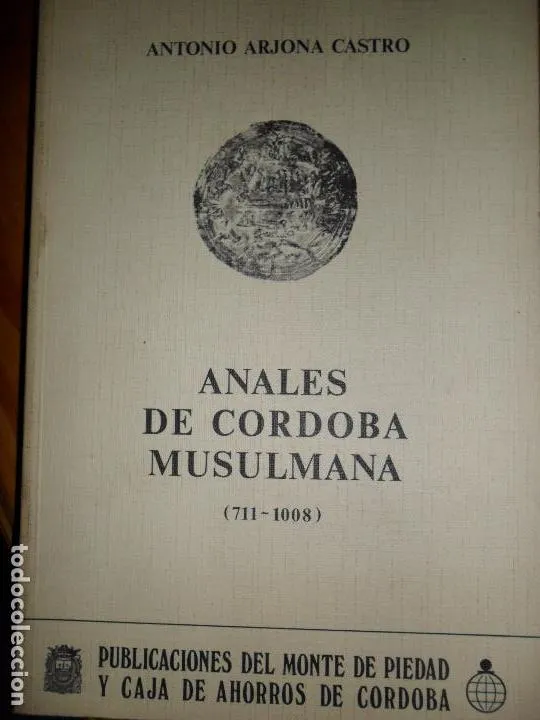 ANTONIO ARJONA CASTRO
ANALES
DE CORDOBA
MUSULMANA
(711-1008)
PUBLICACIONES DEL MONTE DE PIEDAD
Y CAJA DE AHORROS DE CORDOBA
todocoleccion.net